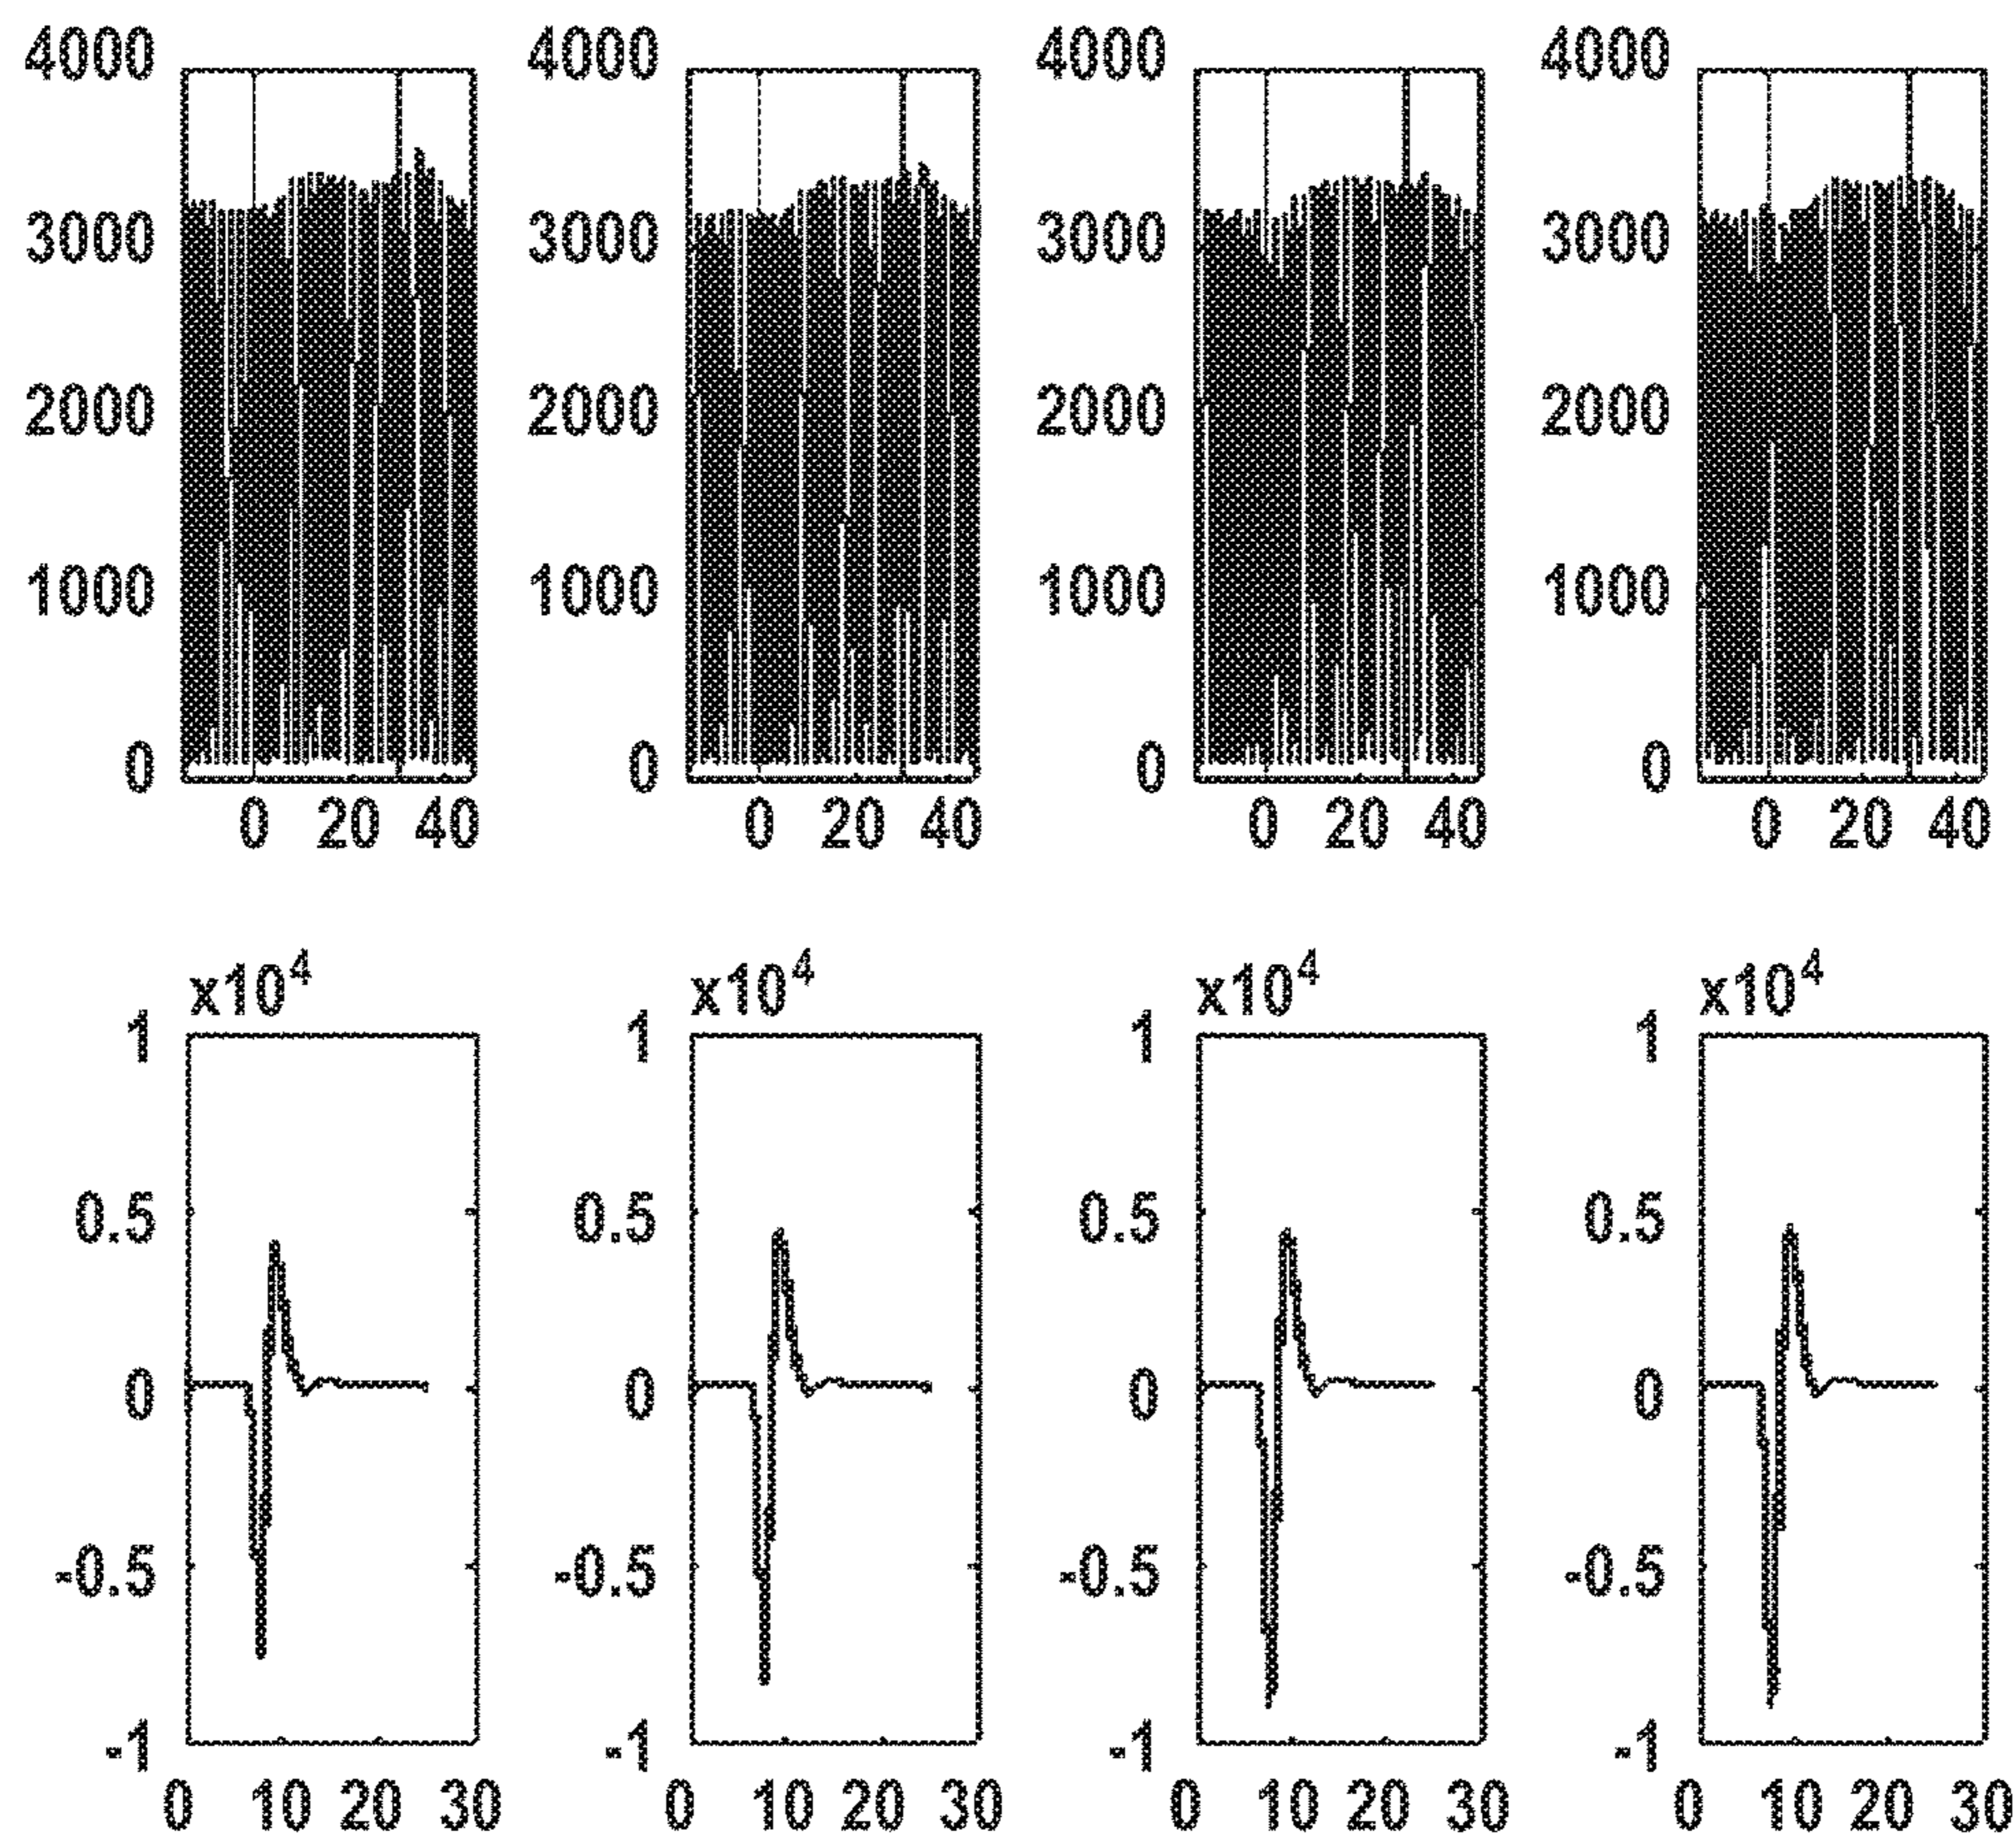 4000 4000 4000 4000
3000 3000 3000 3000
2000 2000 2000 2000
1000 1000 1000 1000
0 0 0 0
0 20 40 0 20 40 0 20 40 0 20 40
x10⁴ x10⁴ x10⁴ x10⁴
1 1 1 1
0.5 0.5 0.5 0.5
0 0 0 0
-0.5 -0.5 -0.5 -0.5
-1 -1 -1 -1
0 10 20 30 0 10 20 30 0 10 20 30 0 10 20 30